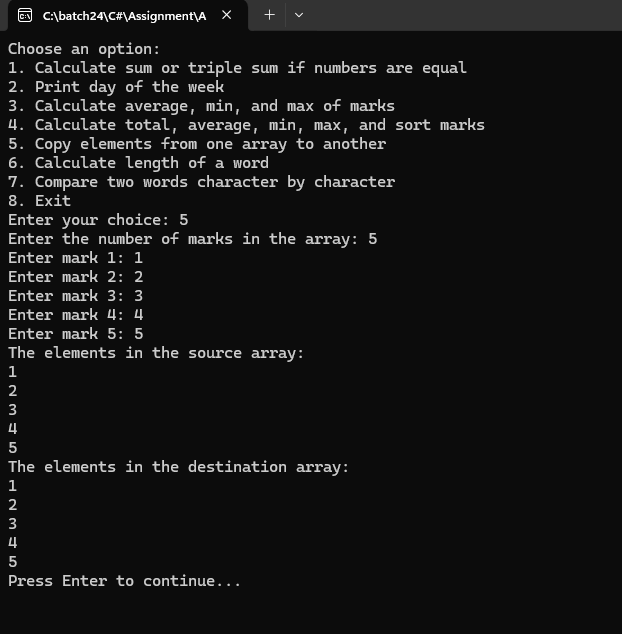 C:\batch24\C#\Assignment\A
Choose an option:
1. Calculate sum or triple sum if numbers are equal
2. Print day of the week
3. Calculate average, min, and max of marks
4. Calculate total, average, min, max, and sort marks
5. Copy elements from one array to another
6. Calculate length of a word
7. Compare two words character by character
8. Exit
Enter your choice: 5
Enter the number of marks in the array: 5
Enter mark 1: 1
Enter mark 2: 2
Enter mark 3: 3
Enter mark 4: 4
Enter mark 5: 5
The elements in the source array:
1
2
3
4
5
The elements in the destination array:
1
2
3
4
5
Press Enter to continue...